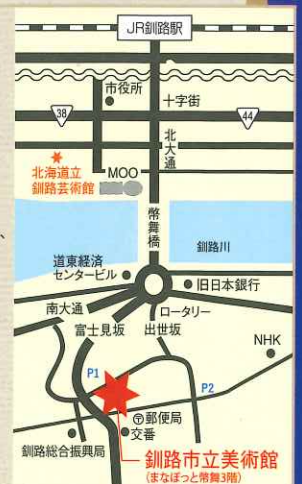 JR釧路駅
市役所
十字街
38
44
北大通
北海道立
釧路芸術館
MOO
幣舞橋
釧路川
道東経済
センタービル
旧日本銀行
南大通
ロータリー
富士見坂
出世坂
NHK
P1
P2
〒郵便局
交番
釧路総合振興局
釧路市立美術館
(まなぼっと幣舞3階)